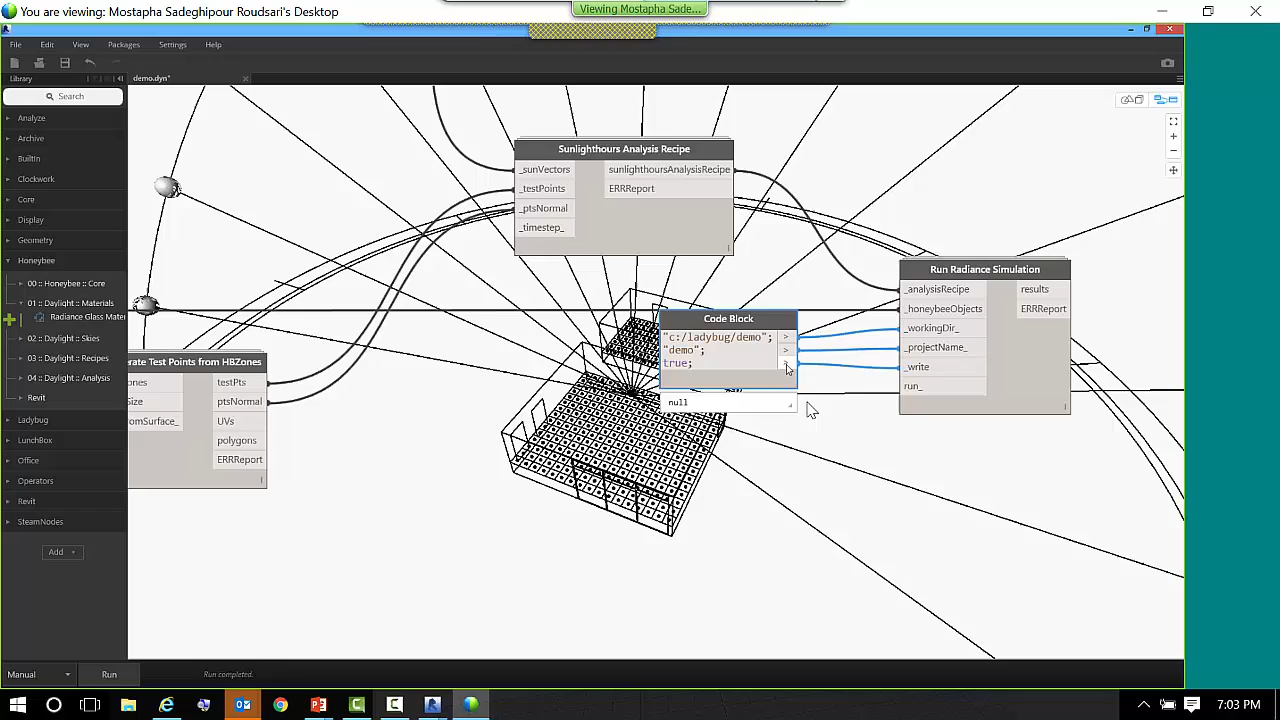 You are viewing: Mostapha Sadeghipour Roudsari's Desktop
Viewing Mostapha Sade...
File Edit View Packages Settings Help
Library
demo.dyn*
Search
Analyze
Archive
BuiltIn
Clockwork
Core
Display
Geometry
Honeybee
00 :: Honeybee :: Core
01 :: Daylight :: Materials
Radiance Glass Mater
02 :: Daylight :: Skies
03 :: Daylight :: Recipes
04 :: Daylight :: Analysis
Revit
Ladybug
LunchBox
Office
Operators
Revit
SteamNodes
Add
Sunlighthours Analysis Recipe
_sunVectors sunlighthoursAnalysisRecipe
_testPoints ERRReport
_ptsNormal
_timestep_
Run Radiance Simulation
_analysisRecipe results
_honeybeeObjects ERRReport
_workingDir_
_projectName_
_write
run_
Code Block
"c:/ladybug/demo"; >
"demo"; >
true;
null
erate Test Points from HBZones
ones testPts
Size ptsNormal
omSurface_ UVs
polygons
ERRReport
Manual Run Run completed.
7:03 PM